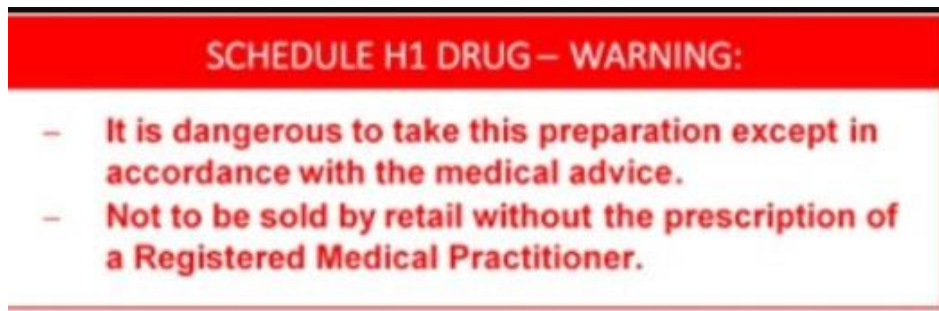 SCHEDULE H1 DRUG – WARNING:
– It is dangerous to take this preparation except in
accordance with the medical advice.
– Not to be sold by retail without the prescription of
a Registered Medical Practitioner.